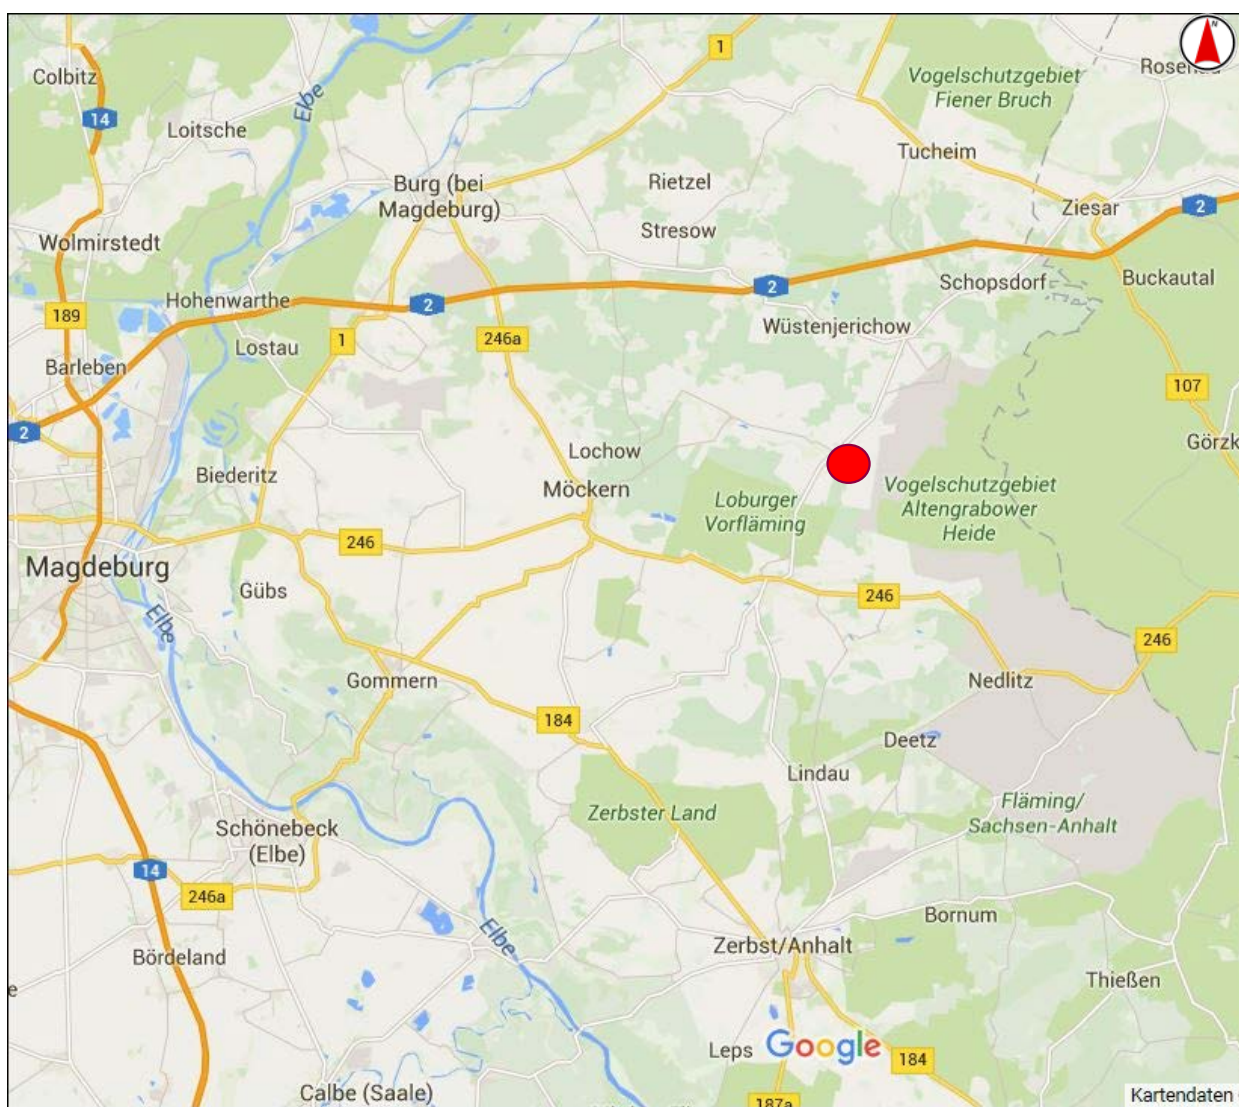 N
1
Colbitz
Vogelschutzgebiet
Fiener Bruch
Elbe
14
Loitsche
Tucheim
Burg (bei
Magdeburg)
Rietzel
Ziesar
2
Stresow
Wolmirstedt
Schopsdorf
Buckautal
2
Hohenwarthe
2
189
Wüstenjerichow
1
246a
Lostau
Barleben
107
2
Görzk
Lochow
Biederitz
Möckern
Vogelschutzgebiet
Altengrabower
Heide
Loburger
Vorfläming
246
Magdeburg
Gübs
246
Elbe
246
Gommern
Nedlitz
184
Deetz
Lindau
Zerbster Land
Fläming/
Sachsen-Anhalt
Schönebeck
(Elbe)
14
246a
Bornum
Elbe
Zerbst/Anhalt
Bördeland
Thießen
e
Leps
Google
184
Calbe (Saale)
187a
Kartendaten